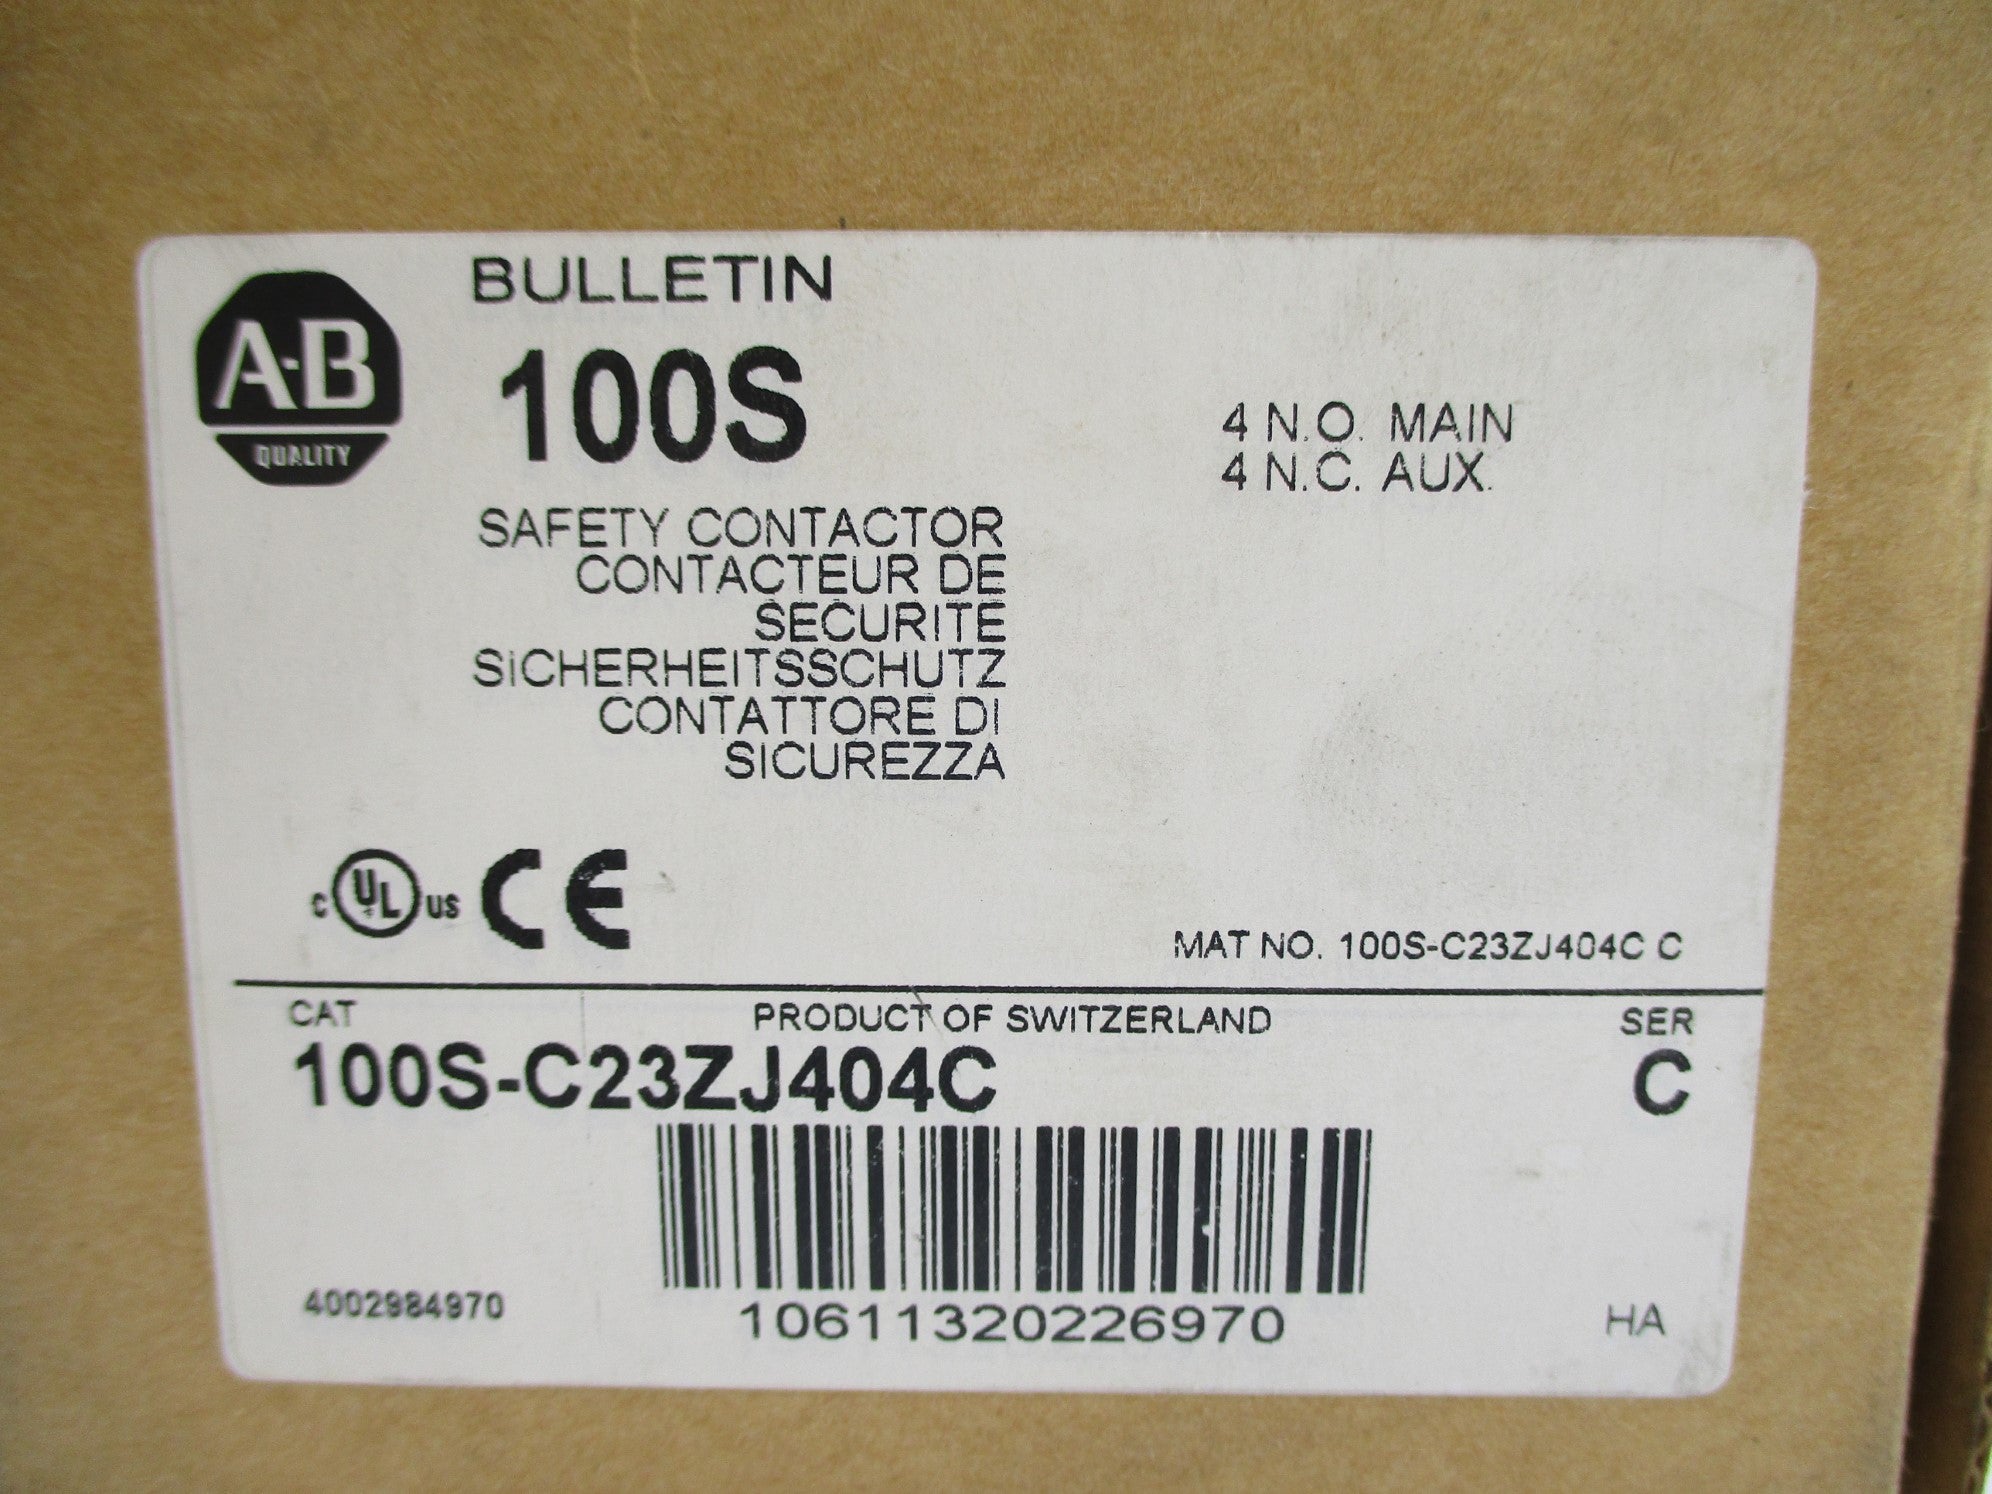 A-B
QUALITY
BULLETIN
100S
4 N.O. MAIN
4 N.C. AUX.
SAFETY CONTACTOR
CONTACTEUR DE
SECURITE
SICHERHEITSSCHUTZ
CONTATTORE DI
SICUREZZA
C UL US CE
MAT NO. 100S-C23ZJ404C C
CAT
PRODUCT OF SWITZERLAND
SER
100S-C23ZJ404C
C
4002984970
10611320226970
HA